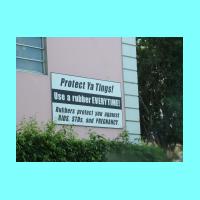 Protect Ya Tings!
Use a rubber EVERYTIME!
Rubbers protect you against
AIDS, STDs, and PREGNANCY.